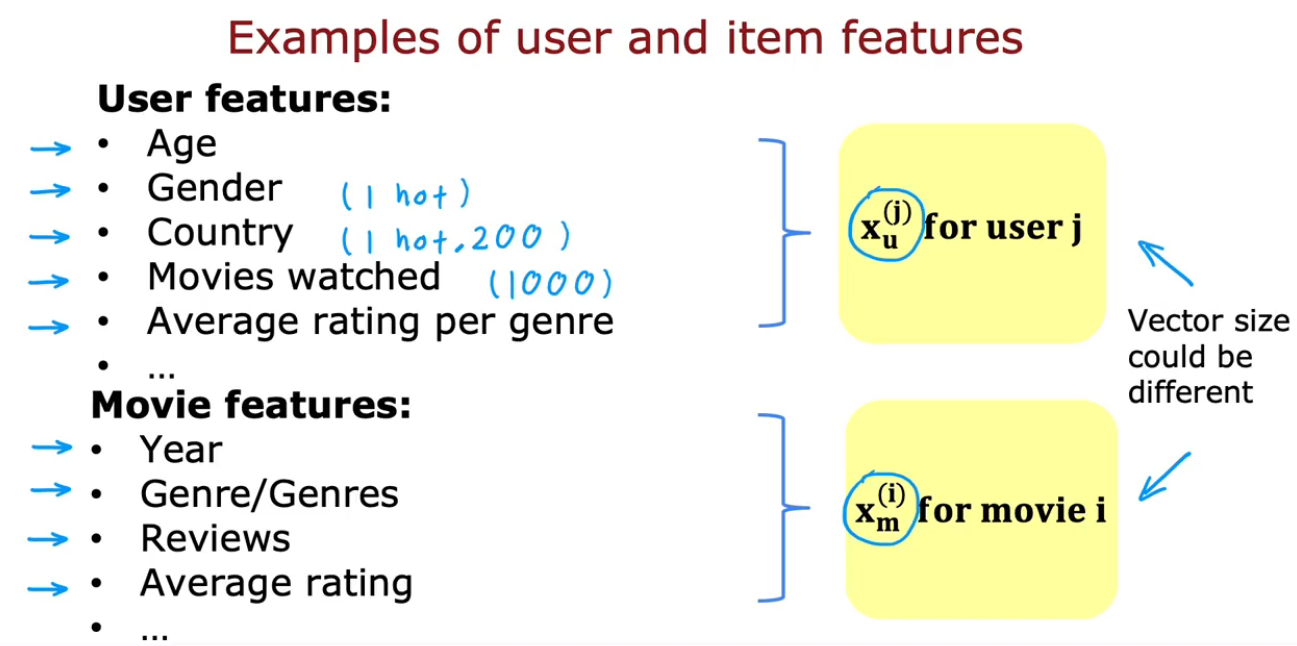 Examples of user and item features
User features:
• Age
• Gender (1 hot)
• Country (1 hot, 200)
• Movies watched (1000)
• Average rating per genre
• ...
x_u^(j) for user j
Vector size
could be
different
Movie features:
• Year
• Genre/Genres
• Reviews
• Average rating
• ...
x_m^(i) for movie i